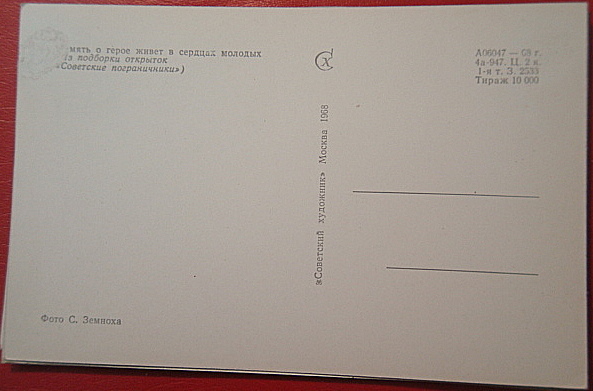 мять о герое живет в сердцах молодых
из подборки открыток
«Советские пограничники»)
А06047 — 68 г.
4а-947. Ц. 2 к.
1-я т. З. 2533
Тираж 10 000
«Советский художник» Москва 1968
Фото С. Земноха